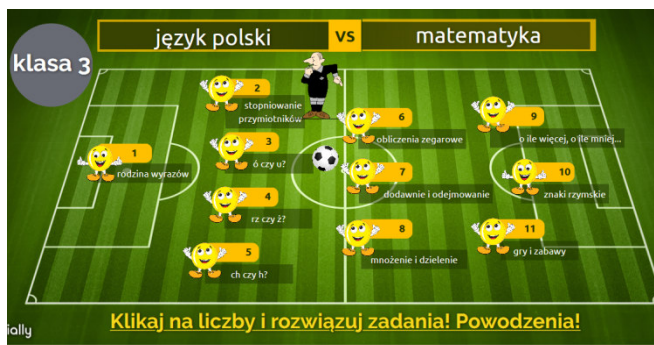 język polski vs matematyka
klasa 3
1
rodzina wyrazów
2
stopniowanie
przymiotników
3
ó czy u?
4
rz czy ż?
5
ch czy h?
6
obliczenia zegarowe
7
dodawnie i odejmowanie
8
mnożenie i dzielenie
9
o ile więcej, o ile mniej...
10
znaki rzymskie
11
gry i zabawy
Klikaj na liczby i rozwiązuj zadania! Powodzenia!
ially